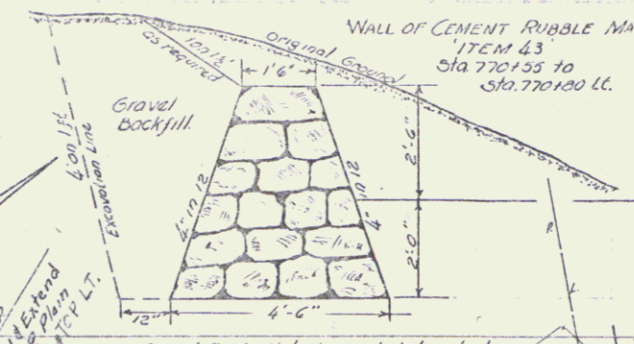 WALL OF CEMENT RUBBLE MA
ITEM 43
Sta. 770+55 to
Sta. 770+80 Lt.
Original Ground
1 on 1½
as required
1'6"
Gravel
Backfill
4' on 1 ft
Excavation Line
4" in 12
4" in 12
2'-6"
2'0"
12"
4'-6"
Extend
Plain
TCP LT.